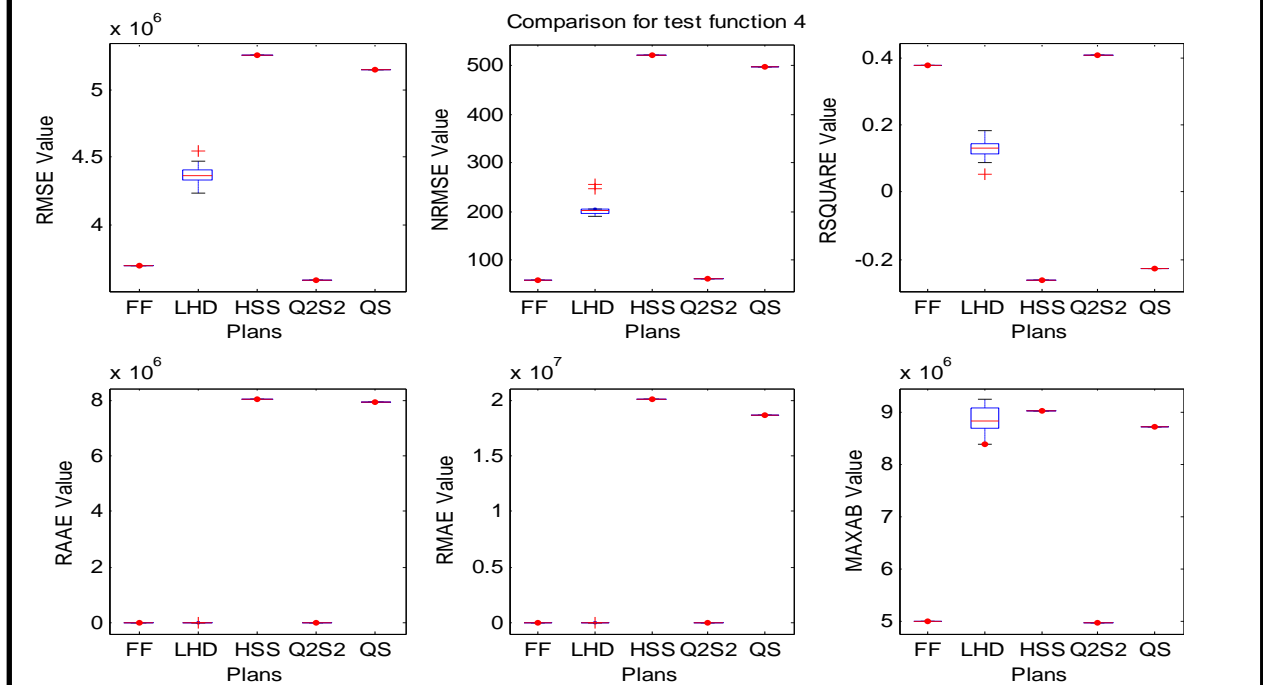 Comparison for test function 4
x 10^6
5
4.5
4
RMSE Value
FF LHD HSS Q2S2 QS
Plans
500
400
300
200
100
NRMSE Value
FF LHD HSS Q2S2 QS
Plans
0.4
0.2
0
-0.2
RSQUARE Value
FF LHD HSS Q2S2 QS
Plans
x 10^6
8
6
4
2
0
RAAE Value
FF LHD HSS Q2S2 QS
Plans
x 10^7
2
1.5
1
0.5
0
RMAE Value
FF LHD HSS Q2S2 QS
Plans
x 10^6
9
8
7
6
5
MAXAB Value
FF LHD HSS Q2S2 QS
Plans